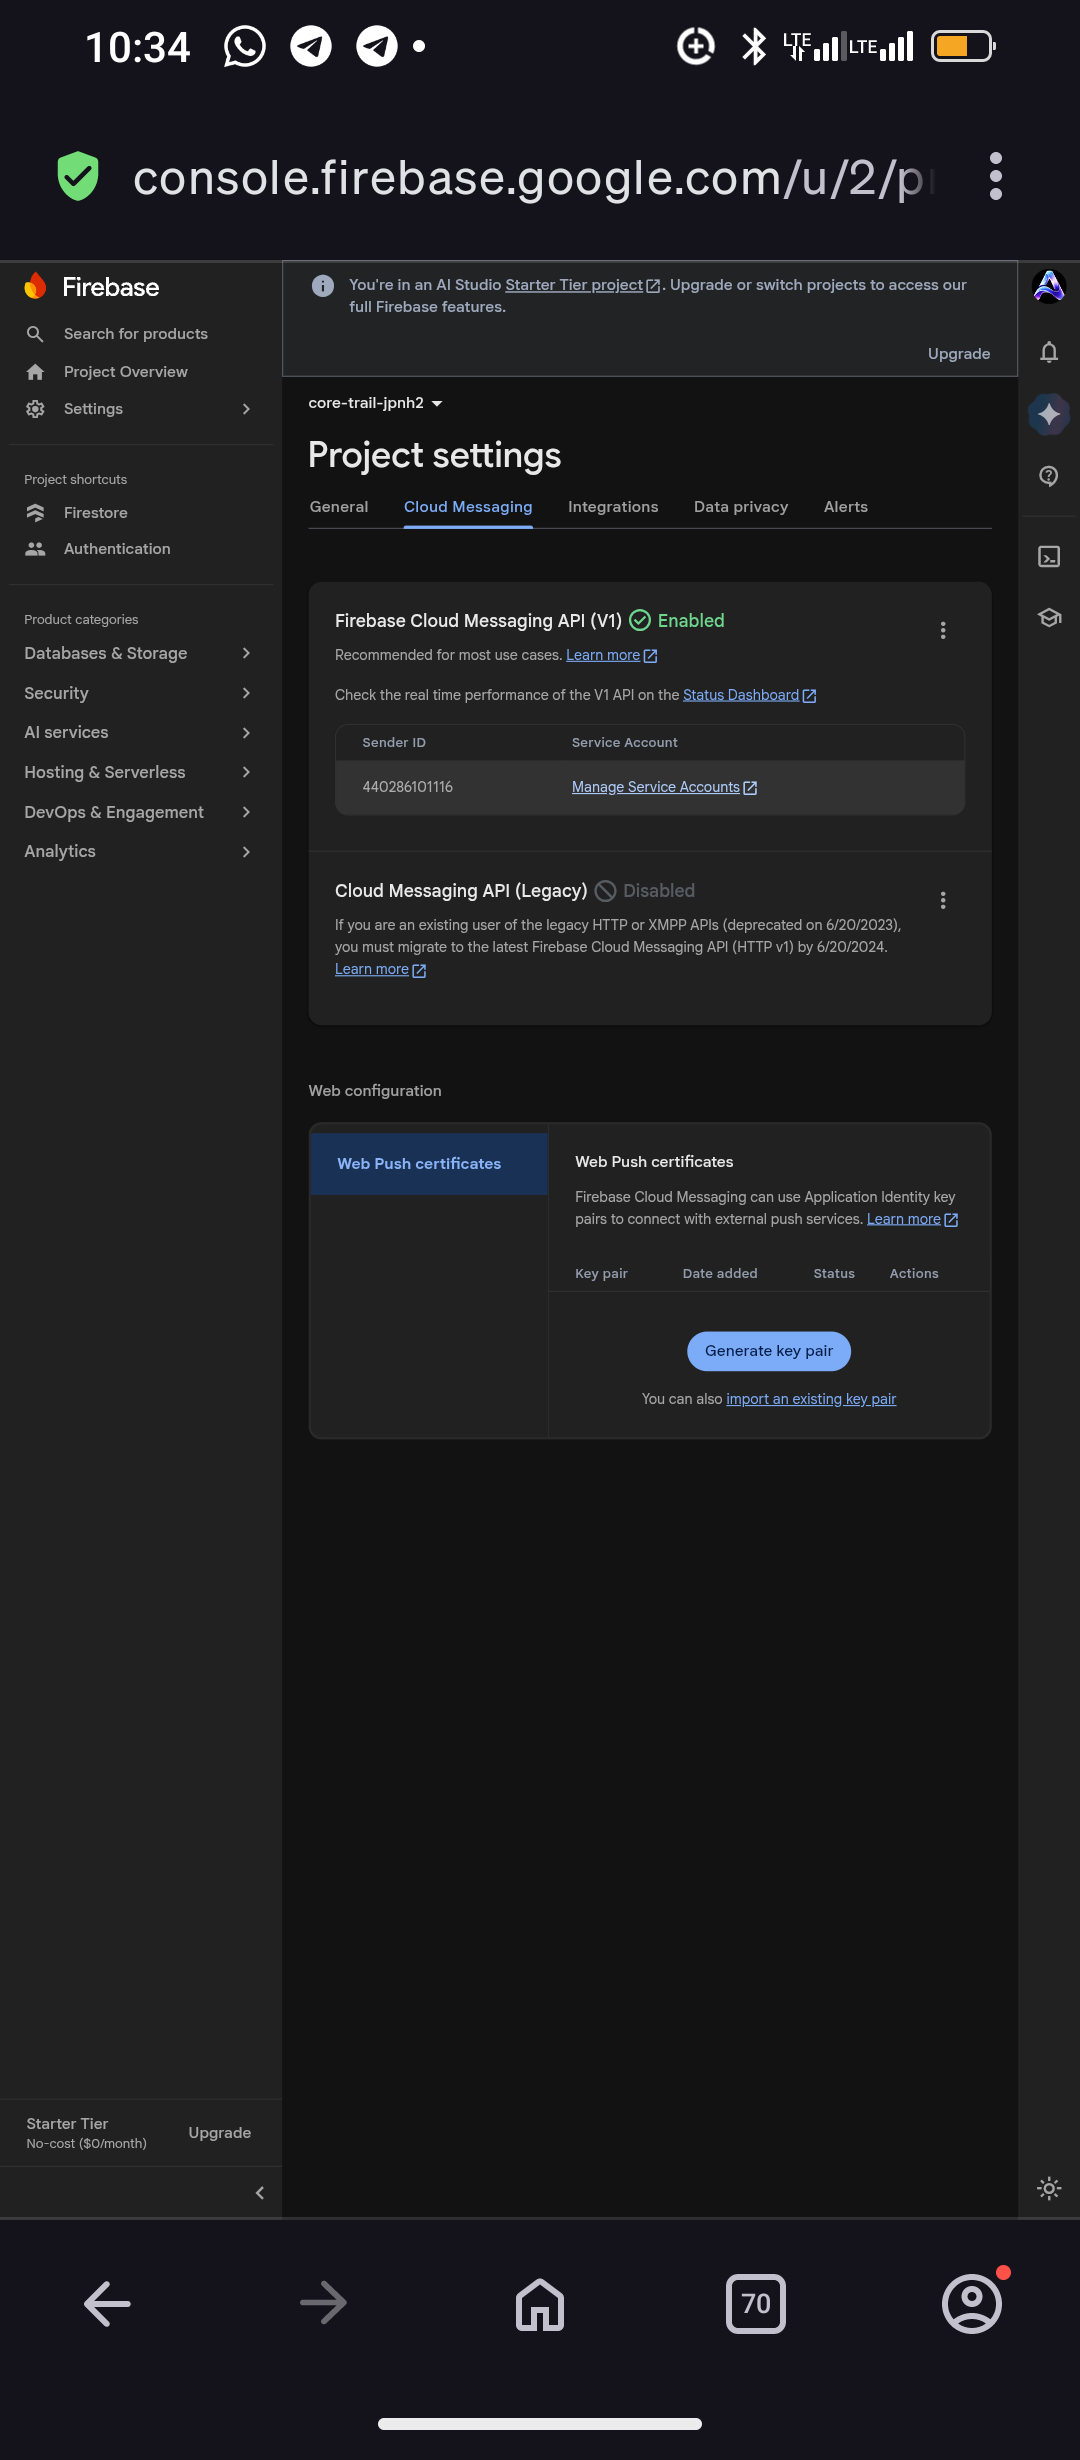 10:34
LTE
LTE
console.firebase.google.com/u/2/p
Firebase
Search for products
Project Overview
Settings
Project shortcuts
Firestore
Authentication
Product categories
Databases & Storage
Security
AI services
Hosting & Serverless
DevOps & Engagement
Analytics
You're in an AI Studio Starter Tier project. Upgrade or switch projects to access our
full Firebase features.
Upgrade
core-trail-jpnh2
Project settings
General Cloud Messaging Integrations Data privacy Alerts
Firebase Cloud Messaging API (V1) Enabled
Recommended for most use cases. Learn more
Check the real time performance of the V1 API on the Status Dashboard
Sender ID Service Account
440286101116 Manage Service Accounts
Cloud Messaging API (Legacy) Disabled
If you are an existing user of the legacy HTTP or XMPP APIs (deprecated on 6/20/2023),
you must migrate to the latest Firebase Cloud Messaging API (HTTP v1) by 6/20/2024.
Learn more
Web configuration
Web Push certificates
Web Push certificates
Firebase Cloud Messaging can use Application Identity key
pairs to connect with external push services. Learn more
Key pair Date added Status Actions
Generate key pair
You can also import an existing key pair
Starter Tier
No-cost ($0/month)
Upgrade
70